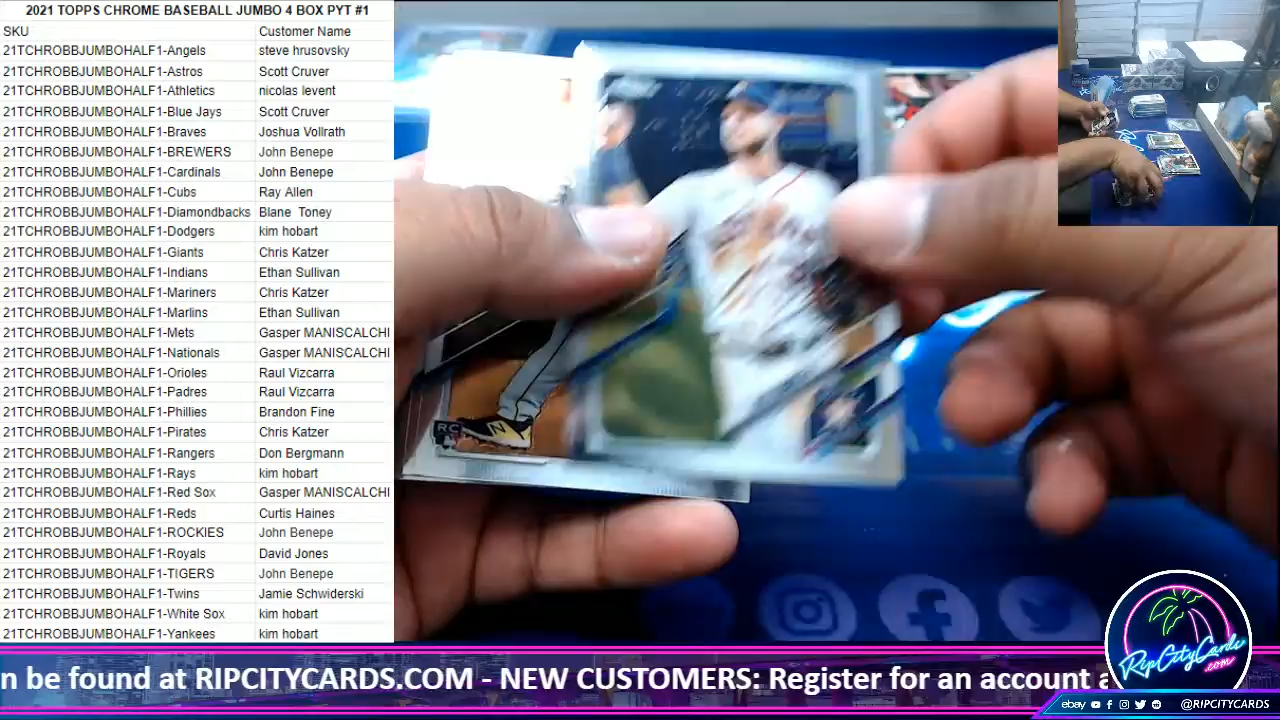 2021 TOPPS CHROME BASEBALL JUMBO 4 BOX PYT #1
SKU Customer Name
21TCHROBBJUMBOHALF1-Angels steve hrusovsky
21TCHROBBJUMBOHALF1-Astros Scott Cruver
21TCHROBBJUMBOHALF1-Athletics nicolas levent
21TCHROBBJUMBOHALF1-Blue Jays Scott Cruver
21TCHROBBJUMBOHALF1-Braves Joshua Vollrath
21TCHROBBJUMBOHALF1-BREWERS John Benepe
21TCHROBBJUMBOHALF1-Cardinals John Benepe
21TCHROBBJUMBOHALF1-Cubs Ray Allen
21TCHROBBJUMBOHALF1-Diamondbacks Blane Toney
21TCHROBBJUMBOHALF1-Dodgers kim hobart
21TCHROBBJUMBOHALF1-Giants Chris Katzer
21TCHROBBJUMBOHALF1-Indians Ethan Sullivan
21TCHROBBJUMBOHALF1-Mariners Chris Katzer
21TCHROBBJUMBOHALF1-Marlins Ethan Sullivan
21TCHROBBJUMBOHALF1-Mets Gasper MANISCALCHI
21TCHROBBJUMBOHALF1-Nationals Gasper MANISCALCHI
21TCHROBBJUMBOHALF1-Orioles Raul Vizcarra
21TCHROBBJUMBOHALF1-Padres Raul Vizcarra
21TCHROBBJUMBOHALF1-Phillies Brandon Fine
21TCHROBBJUMBOHALF1-Pirates Chris Katzer
21TCHROBBJUMBOHALF1-Rangers Don Bergmann
21TCHROBBJUMBOHALF1-Rays kim hobart
21TCHROBBJUMBOHALF1-Red Sox Gasper MANISCALCHI
21TCHROBBJUMBOHALF1-Reds Curtis Haines
21TCHROBBJUMBOHALF1-ROCKIES John Benepe
21TCHROBBJUMBOHALF1-Royals David Jones
21TCHROBBJUMBOHALF1-TIGERS John Benepe
21TCHROBBJUMBOHALF1-Twins Jamie Schwiderski
21TCHROBBJUMBOHALF1-White Sox kim hobart
21TCHROBBJUMBOHALF1-Yankees kim hobart
RC
n be found at RIPCITYCARDS.COM - NEW CUSTOMERS: Register for an account a
RipCityCards
.com
ebay @RIPCITYCARDS